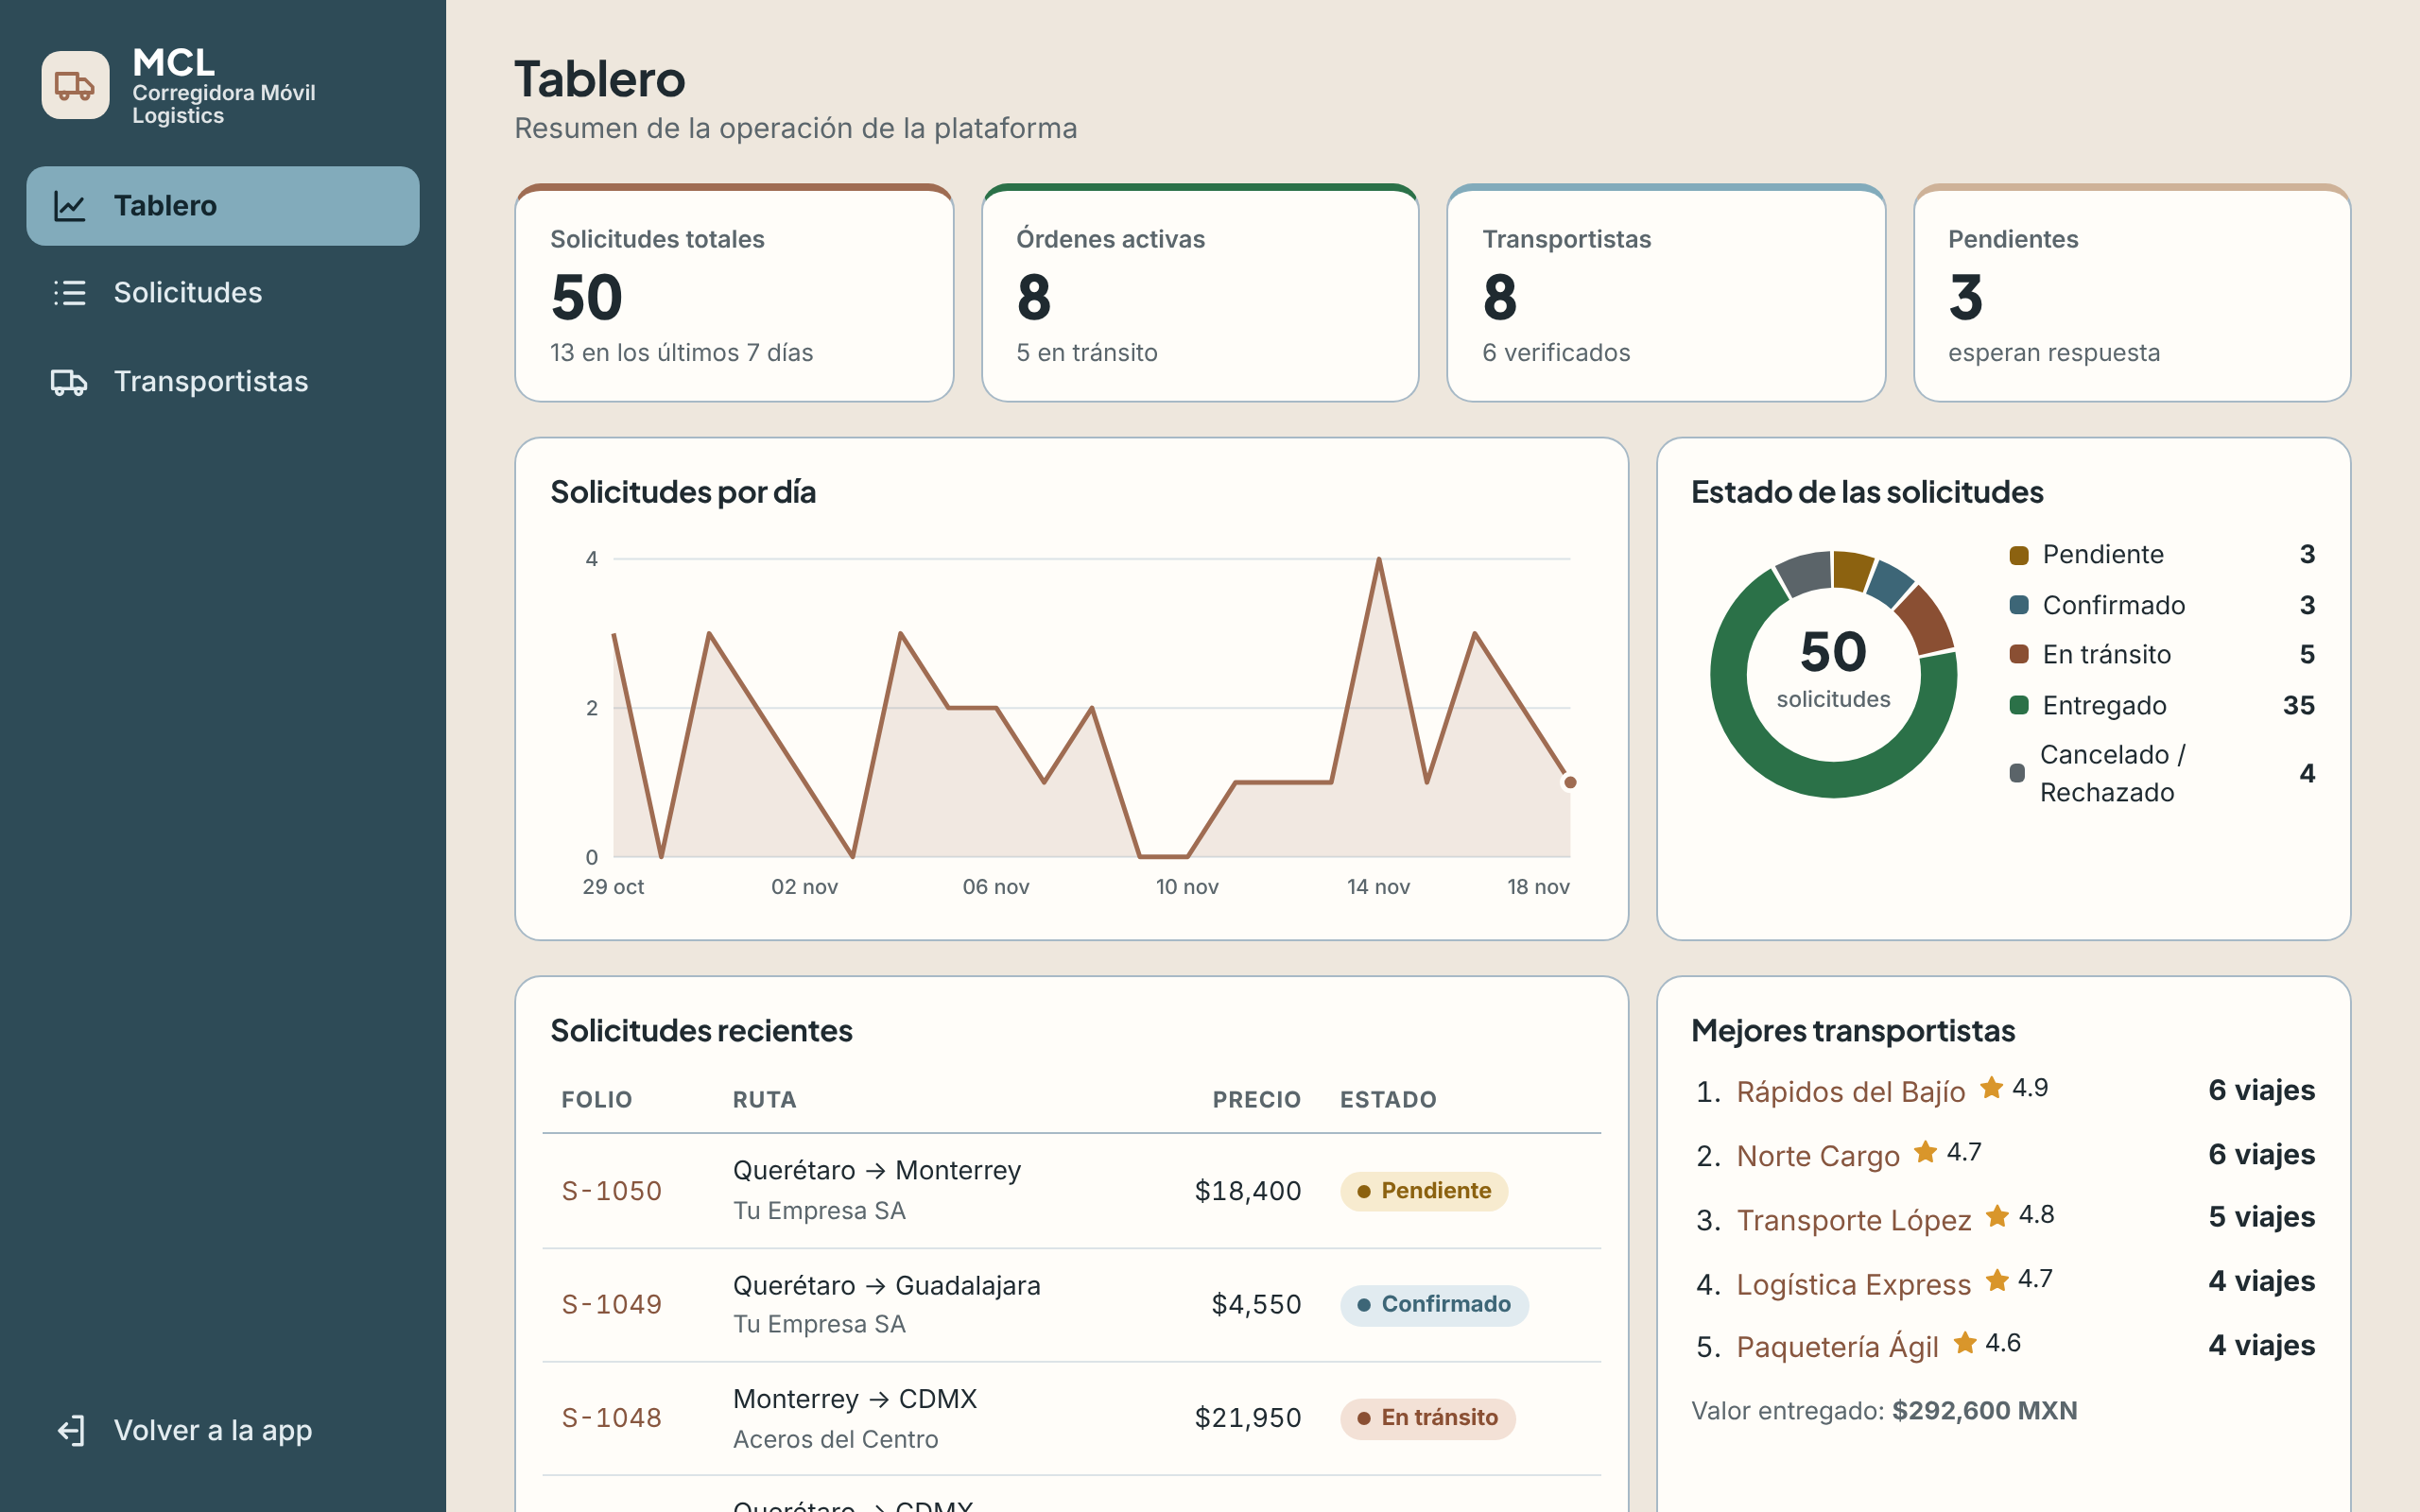 MCL
Corregidora Móvil
Logistics
Tablero
Solicitudes
Transportistas
Volver a la app
Tablero
Resumen de la operación de la plataforma
Solicitudes totales
50
13 en los últimos 7 días
Órdenes activas
8
5 en tránsito
Transportistas
8
6 verificados
Pendientes
3
esperan respuesta
Solicitudes por día
4
2
0
29 oct 02 nov 06 nov 10 nov 14 nov 18 nov
Estado de las solicitudes
50
solicitudes
Pendiente 3
Confirmado 3
En tránsito 5
Entregado 35
Cancelado /
Rechazado 4
Solicitudes recientes
FOLIO RUTA PRECIO ESTADO
S-1050 Querétaro → Monterrey $18,400 Pendiente
Tu Empresa SA
S-1049 Querétaro → Guadalajara $4,550 Confirmado
Tu Empresa SA
S-1048 Monterrey → CDMX $21,950 En tránsito
Aceros del Centro
Querétaro → CDMX
Mejores transportistas
1. Rápidos del Bajío ★ 4.9 6 viajes
2. Norte Cargo ★ 4.7 6 viajes
3. Transporte López ★ 4.8 5 viajes
4. Logística Express ★ 4.7 4 viajes
5. Paquetería Ágil ★ 4.6 4 viajes
Valor entregado: $292,600 MXN